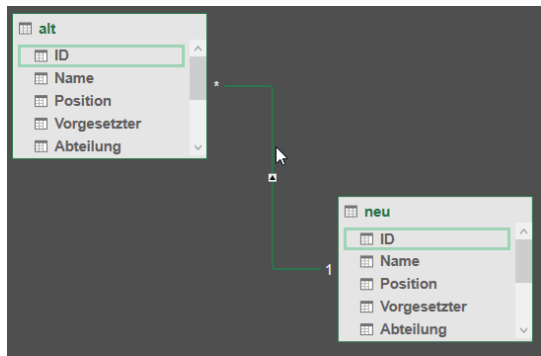 alt
ID
Name
Position
Vorgesetzter
Abteilung
*
1
neu
ID
Name
Position
Vorgesetzter
Abteilung